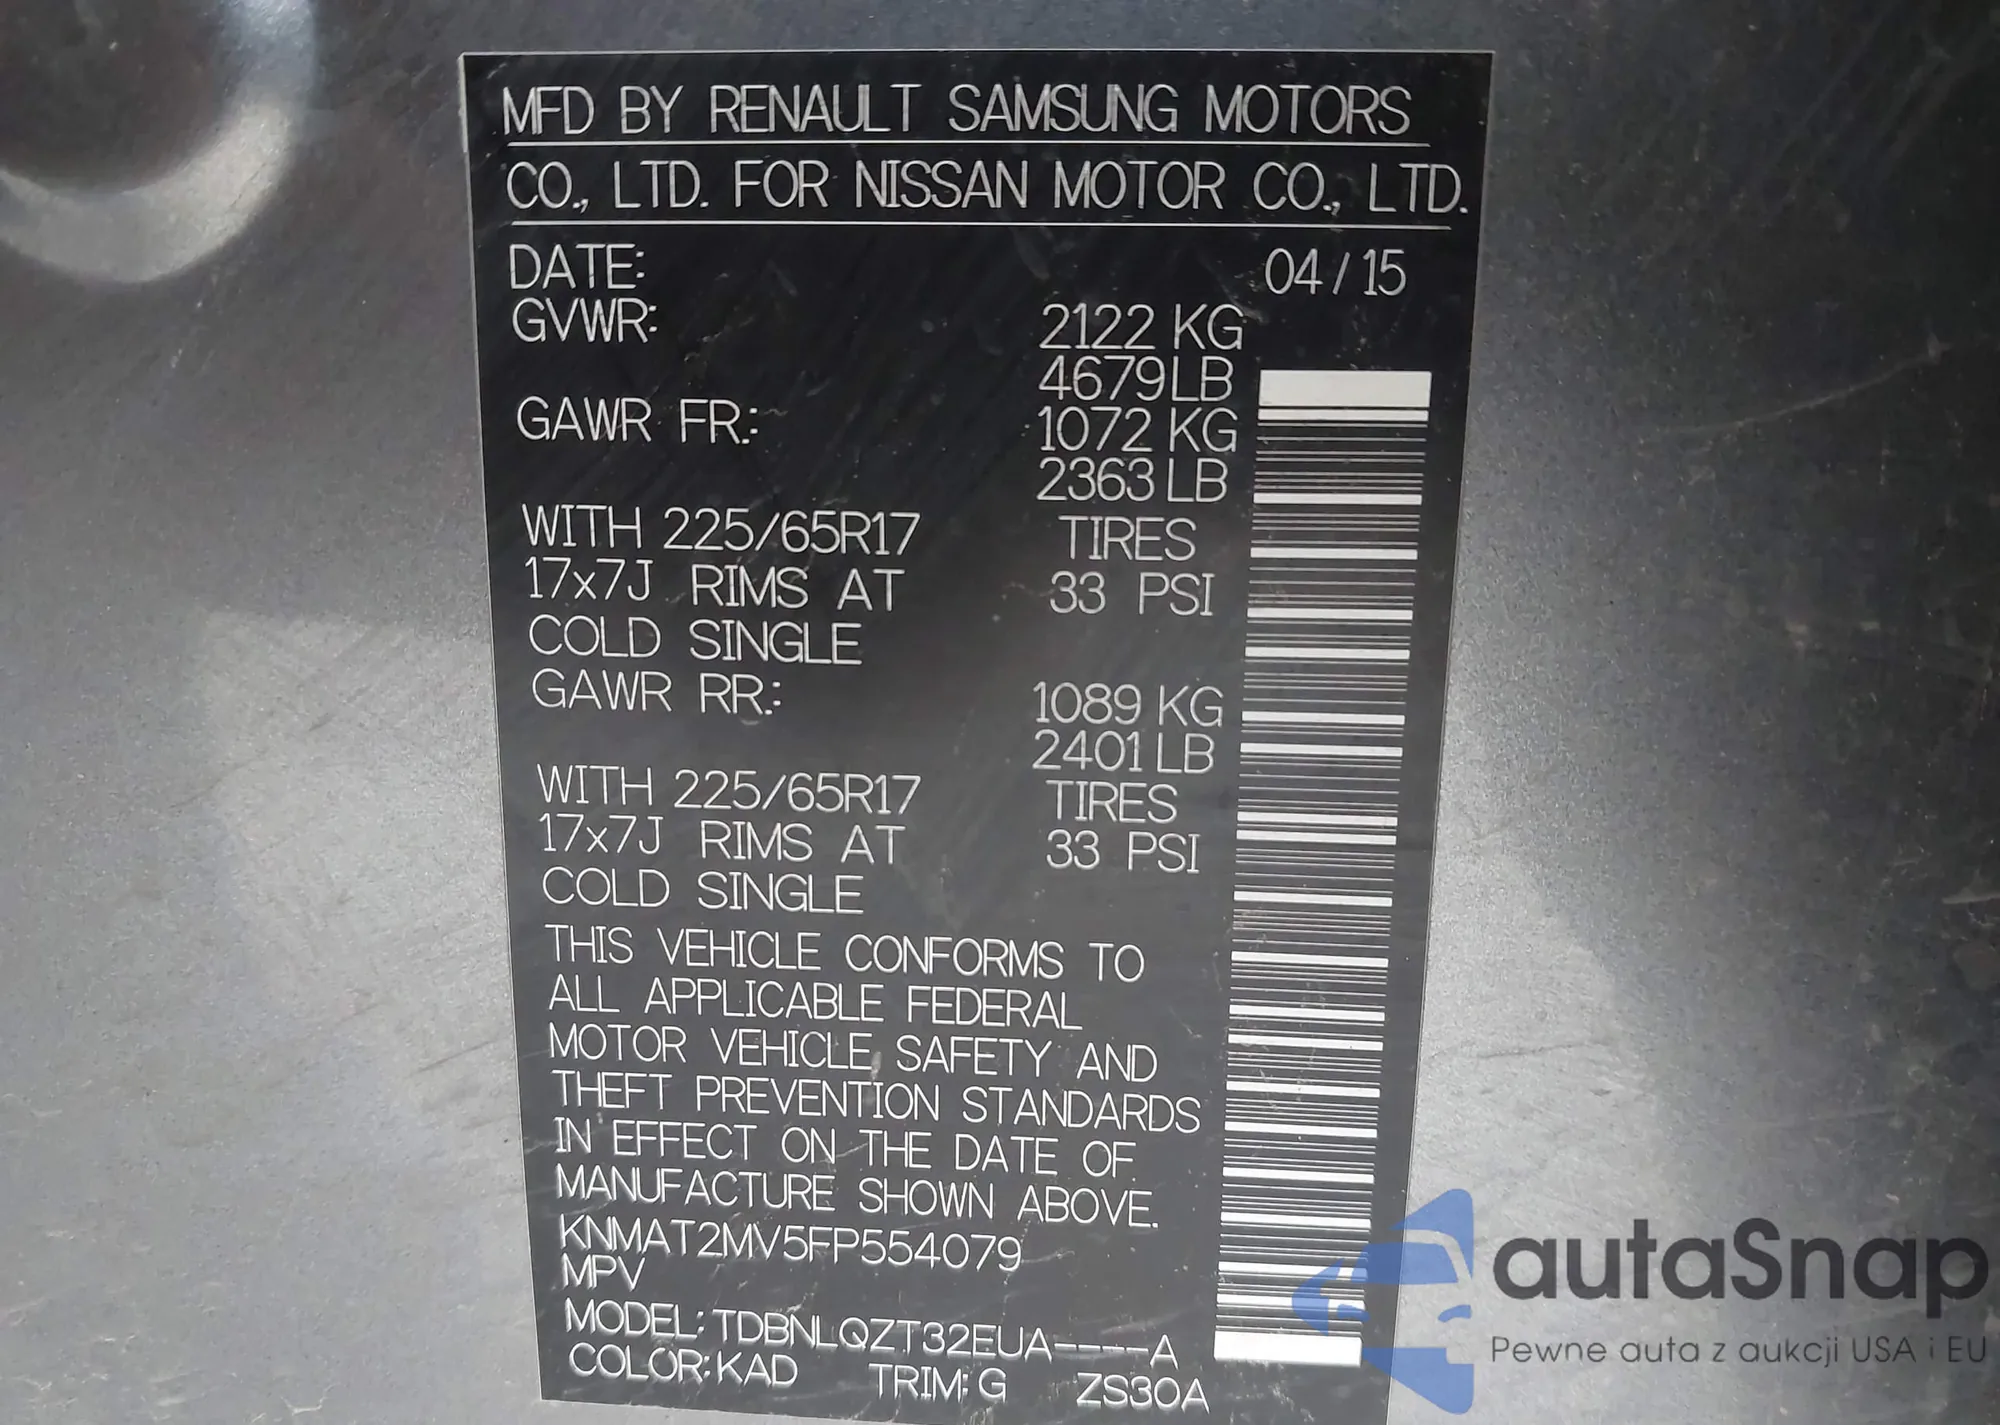 MFD BY RENAULT SAMSUNG MOTORS
CO., LTD. FOR NISSAN MOTOR CO., LTD.
DATE: 04 / 15
GVWR: 2122 KG
4679 LB
GAWR FR.: 1072 KG
2363 LB
WITH 225/65R17 TIRES
17x7J RIMS AT 33 PSI
COLD SINGLE
GAWR RR.: 1089 KG
2401 LB
WITH 225/65R17 TIRES
17x7J RIMS AT 33 PSI
COLD SINGLE
THIS VEHICLE CONFORMS TO
ALL APPLICABLE FEDERAL
MOTOR VEHICLE SAFETY AND
THEFT PREVENTION STANDARDS
IN EFFECT ON THE DATE OF
MANUFACTURE SHOWN ABOVE.
KNMAT2MV5FP554079
MPV
MODEL: TDBNLQZT32EUA----A
COLOR: KAD TRIM: G ZS30A
autaSnap
Pewne auta z aukcji USA i EU